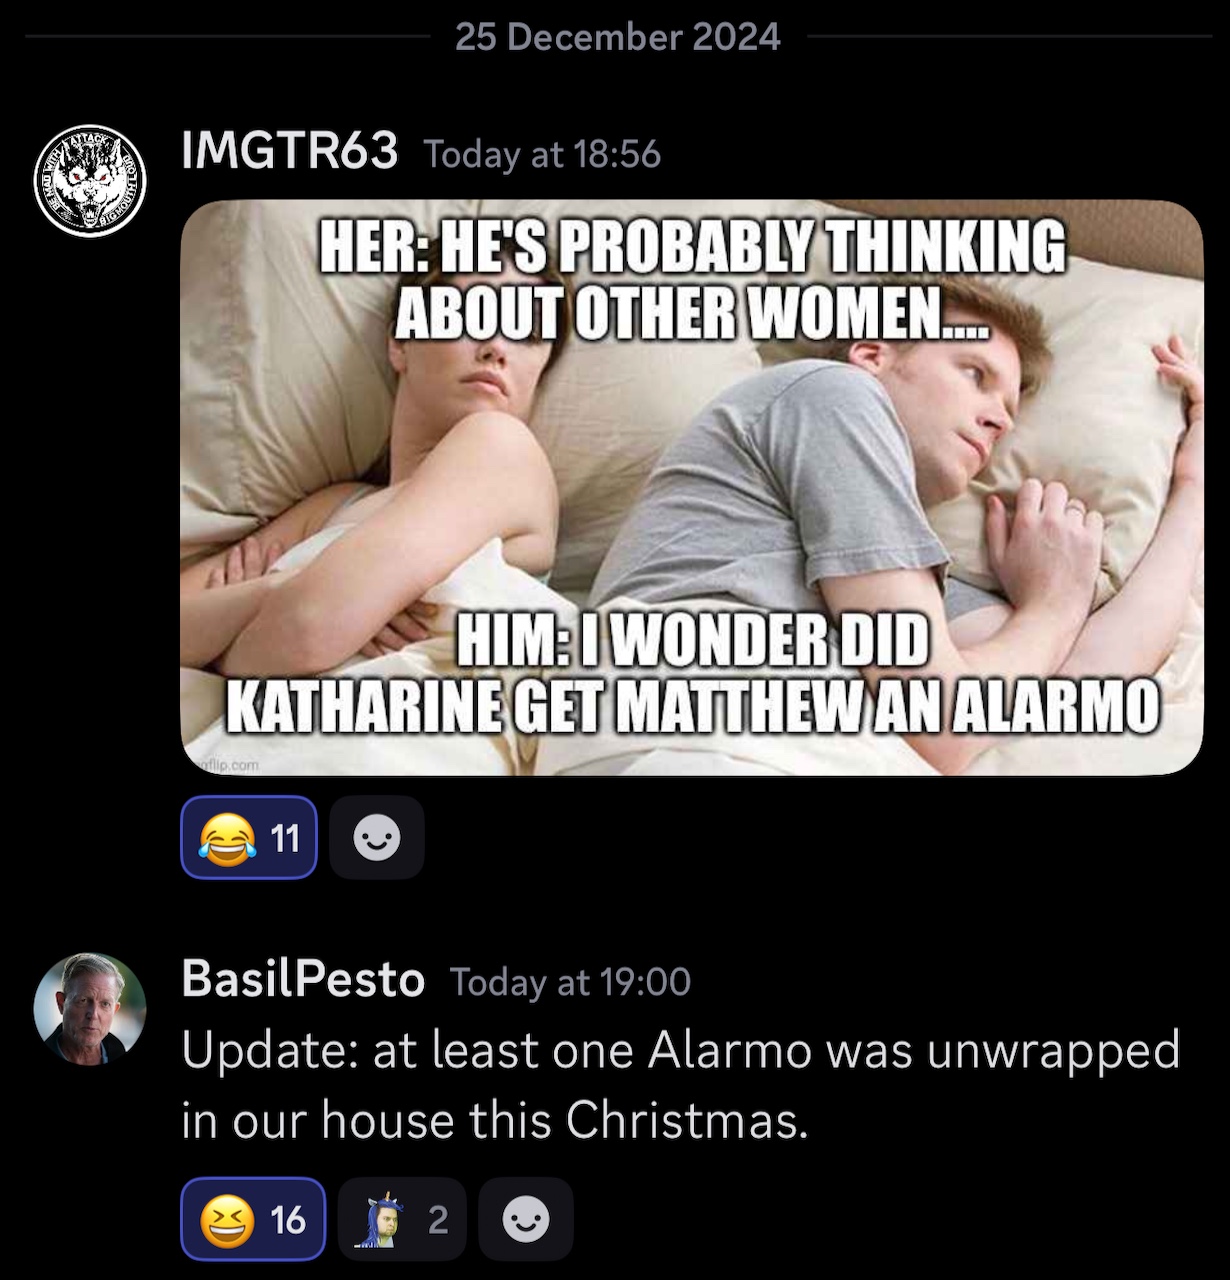 25 December 2024
IMGTR63 Today at 18:56
HER: HE'S PROBABLY THINKING
ABOUT OTHER WOMEN....
HIM: I WONDER DID
KATHARINE GET MATTHEW AN ALARMO
gflip.com
11
BasilPesto Today at 19:00
Update: at least one Alarmo was unwrapped
in our house this Christmas.
16 2